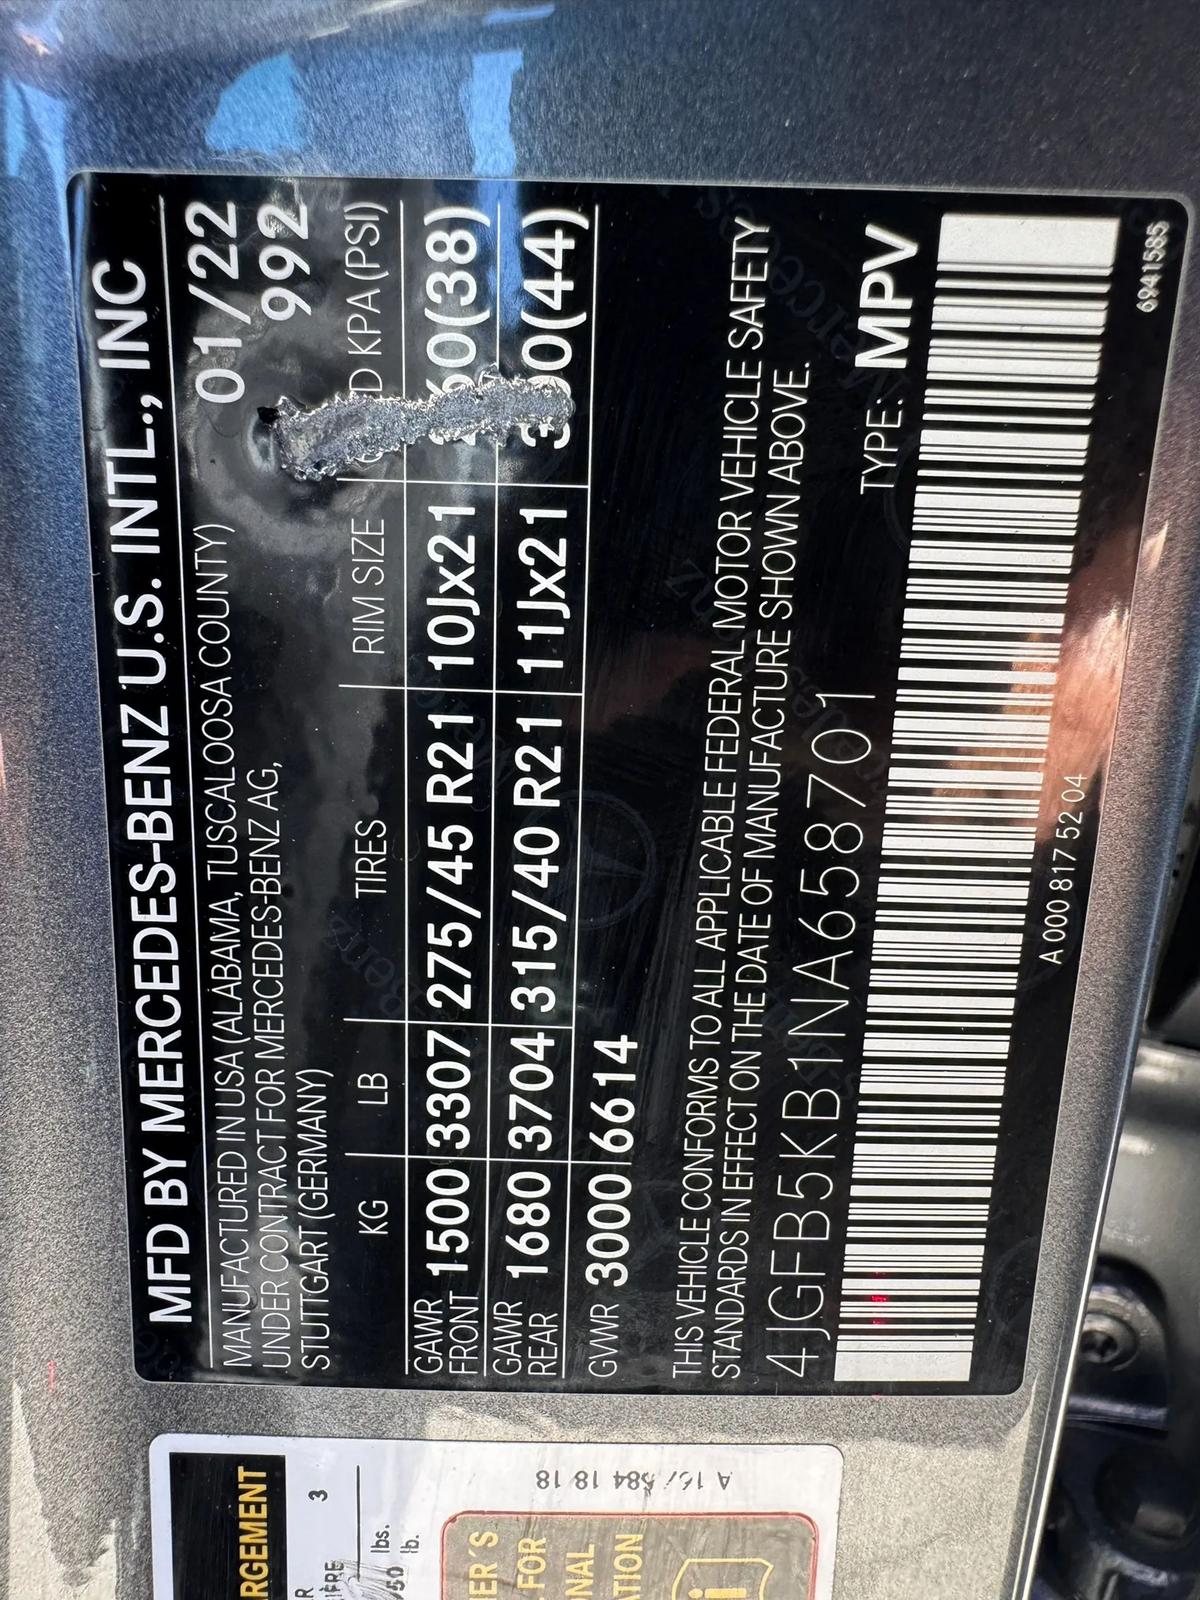 MFD BY MERCEDES-BENZ U.S. INTL., INC
MANUFACTURED IN USA (ALABAMA, TUSCALOOSA COUNTY) 01/22
UNDER CONTRACT FOR MERCEDES-BENZ AG, 992
STUTTGART (GERMANY)
KG LB TIRES RIM SIZE KPA (PSI)
GAWR FRONT 1500 3307 275/45 R21 10Jx21 (38)
GAWR REAR 1680 3704 315/40 R21 11Jx21 (44)
GVWR 3000 6614
THIS VEHICLE CONFORMS TO ALL APPLICABLE FEDERAL MOTOR VEHICLE SAFETY
STANDARDS IN EFFECT ON THE DATE OF MANUFACTURE SHOWN ABOVE.
4JGFB5KB1NA658701 TYPE: MPV
A 000 817 52 04
6941585
3
lbs.
lb.
FOR
584 18 18